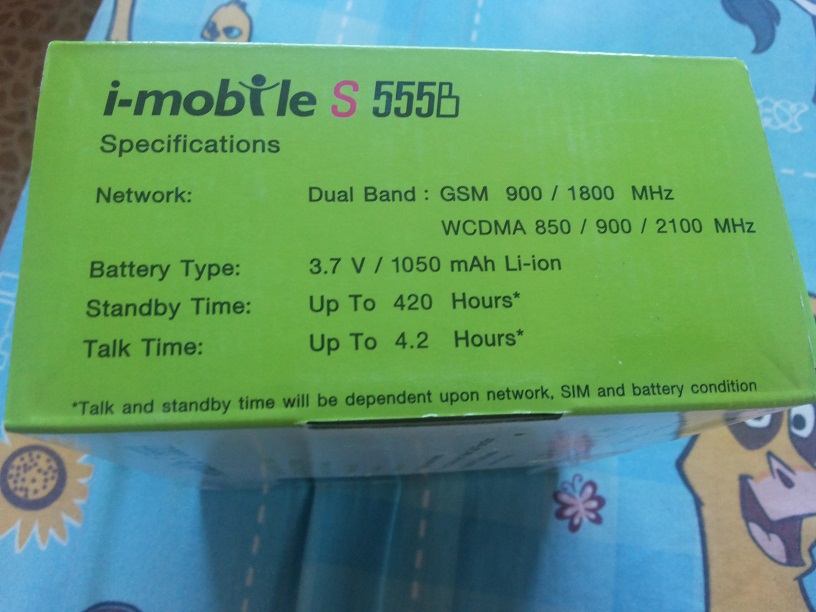 i-mobile S 555B
Specifications
Network: Dual Band : GSM 900 / 1800 MHz
WCDMA 850 / 900 / 2100 MHz
Battery Type: 3.7 V / 1050 mAh Li-ion
Standby Time: Up To 420 Hours*
Talk Time: Up To 4.2 Hours*
*Talk and standby time will be dependent upon network, SIM and battery condition